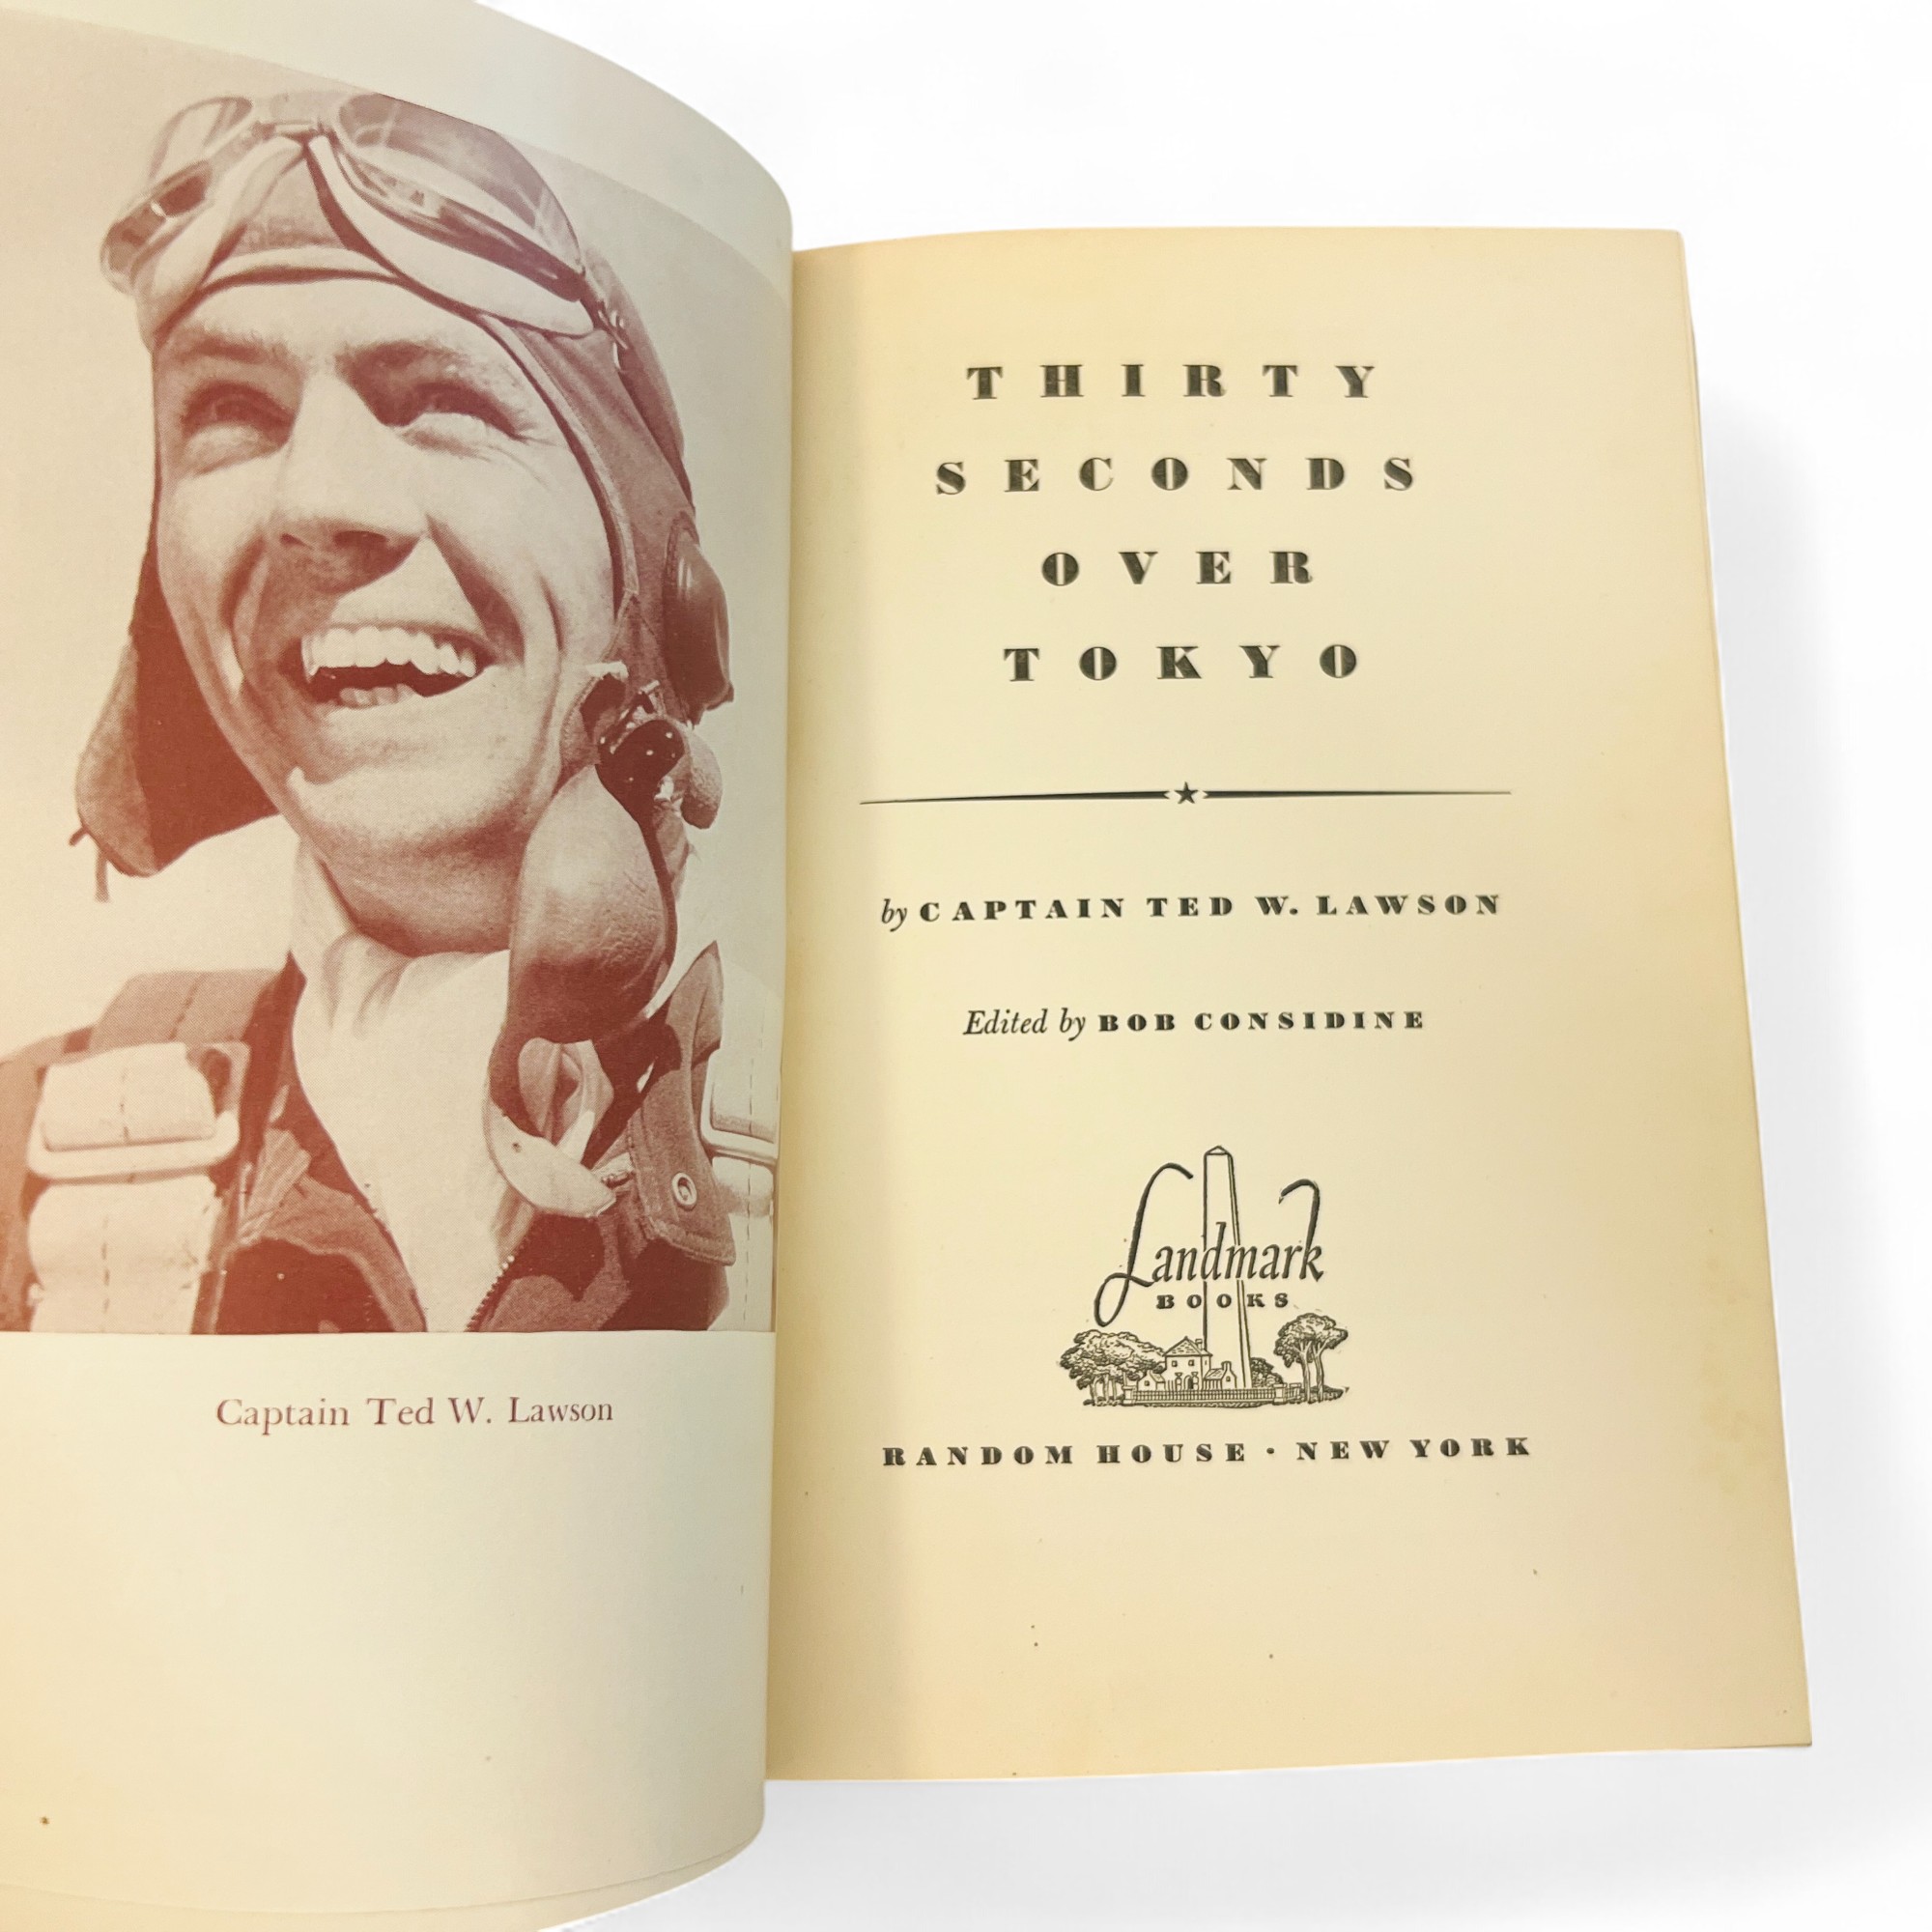 Captain Ted W. Lawson
THIRTY
SECONDS
OVER
TOKYO
by CAPTAIN TED W. LAWSON
Edited by BOB CONSIDINE
Landmark
BOOKS
RANDOM HOUSE · NEW YORK